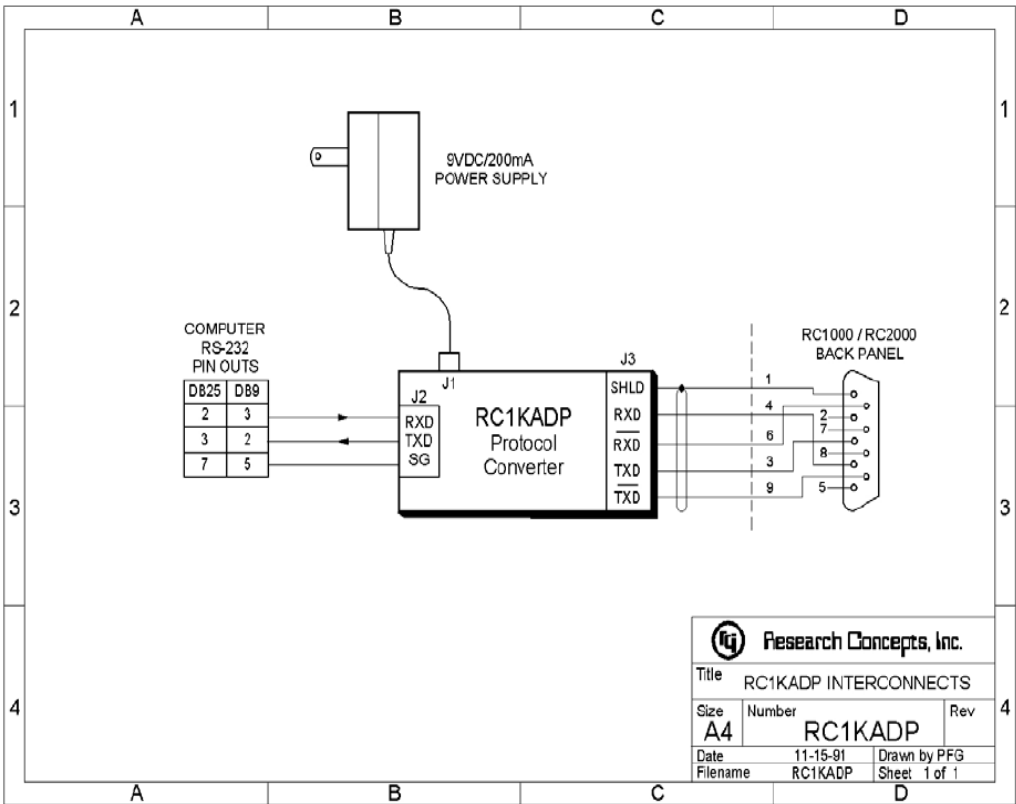 A B C D
1 1
9VDC/200mA
POWER SUPPLY
2 2
COMPUTER
RS-232
PIN OUTS
DB25 DB9
2 3
3 2
7 5
J1
J2
RXD
TXD
SG
RC1KADP
Protocol
Converter
J3
SHLD
RXD
RXD
TXD
TXD
1
4
6
3
9
RC1000 / RC2000
BACK PANEL
2
7
8
5
3 3
4 4
rci Research Concepts, Inc.
Title RC1KADP INTERCONNECTS
Size Number Rev
A4 RC1KADP
Date 11-15-91 Drawn by PFG
Filename RC1KADP Sheet 1 of 1
A B C D